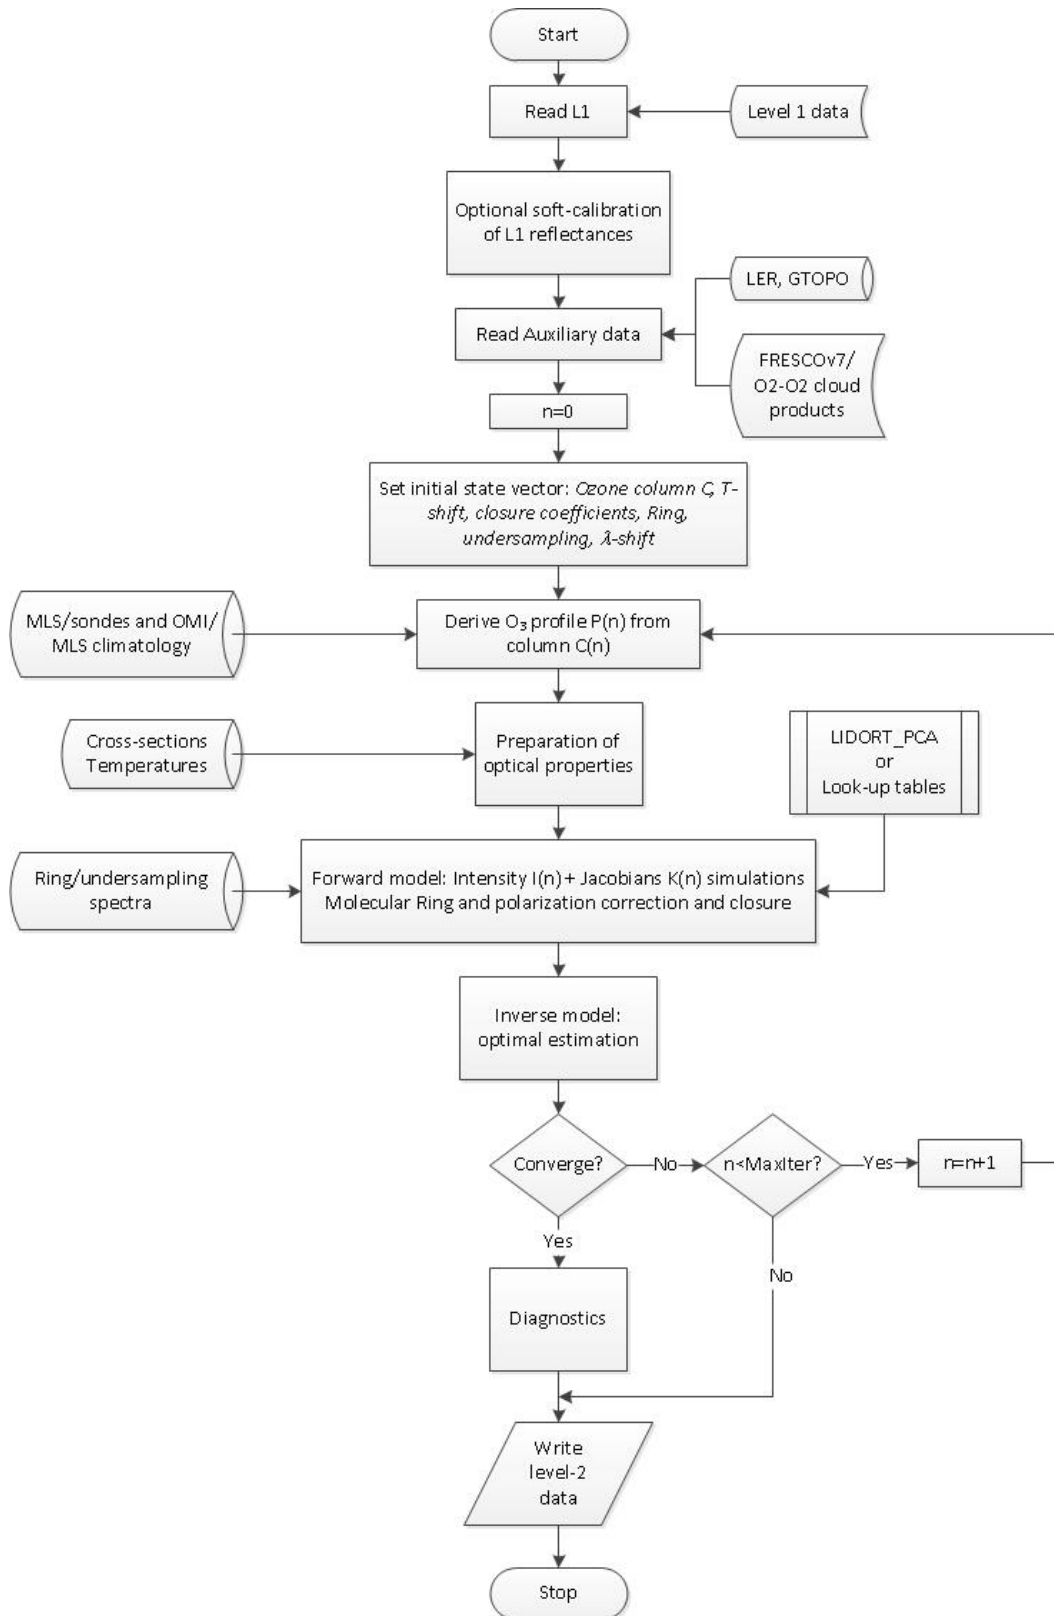 Start
Read L1
Level 1 data
Optional soft-calibration
of L1 reflectances
LER, GTOPO
Read Auxiliary data
FRESCOv7/
O2-O2 cloud
products
n=0
Set initial state vector: Ozone column C, T-
shift, closure coefficients, Ring,
undersampling, λ-shift
MLS/sondes and OMI/
MLS climatology
Derive O₃ profile P(n) from
column C(n)
Cross-sections
Temperatures
Preparation of
optical properties
LIDORT_PCA
or
Look-up tables
Ring/undersampling
spectra
Forward model: Intensity I(n)+ Jacobians K(n) simulations
Molecular Ring and polarization correction and closure
Inverse model:
optimal estimation
Converge?
No
n<MaxIter?
Yes
n=n+1
Yes
No
Diagnostics
Write
level-2
data
Stop